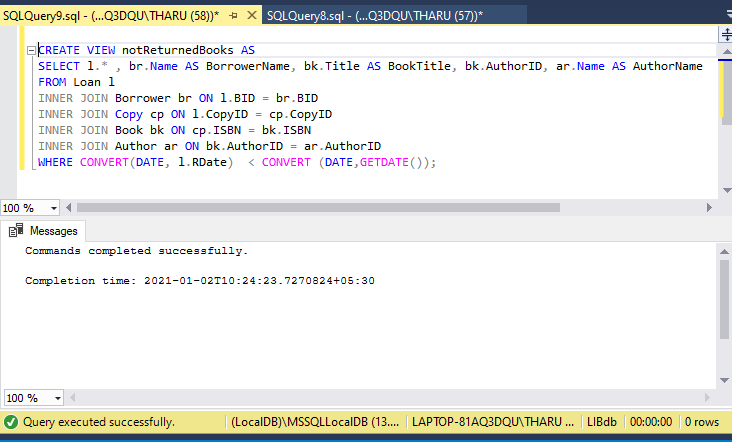 SQLQuery9.sql - (...Q3DQU\THARU (58))* SQLQuery8.sql - (...Q3DQU\THARU (57))*
CREATE VIEW notReturnedBooks AS
SELECT l.* , br.Name AS BorrowerName, bk.Title AS BookTitle, bk.AuthorID, ar.Name AS AuthorName
FROM Loan l
INNER JOIN Borrower br ON l.BID = br.BID
INNER JOIN Copy cp ON l.CopyID = cp.CopyID
INNER JOIN Book bk ON cp.ISBN = bk.ISBN
INNER JOIN Author ar ON bk.AuthorID = ar.AuthorID
WHERE CONVERT(DATE, l.RDate)  < CONVERT (DATE,GETDATE());
100 %
Messages
Commands completed successfully.
Completion time: 2021-01-02T10:24:23.7270824+05:30
100 %
Query executed successfully. (LocalDB)\MSSQLLocalDB (13.... LAPTOP-81AQ3DQU\THARU ... LIBdb 00:00:00 0 rows